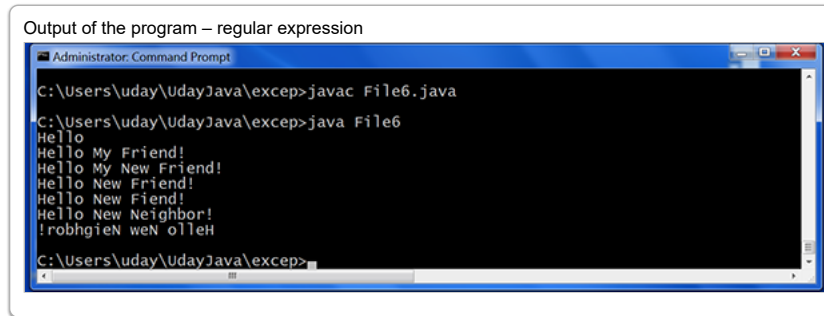 Output of the program – regular expression
Administrator: Command Prompt
C:\Users\uday\UdayJava\excep>javac File6.java
C:\Users\uday\UdayJava\excep>java File6
Hello
Hello My Friend!
Hello My New Friend!
Hello New Friend!
Hello New Fiend!
Hello New Neighbor!
!robhgieN weN olleH
C:\Users\uday\UdayJava\excep>